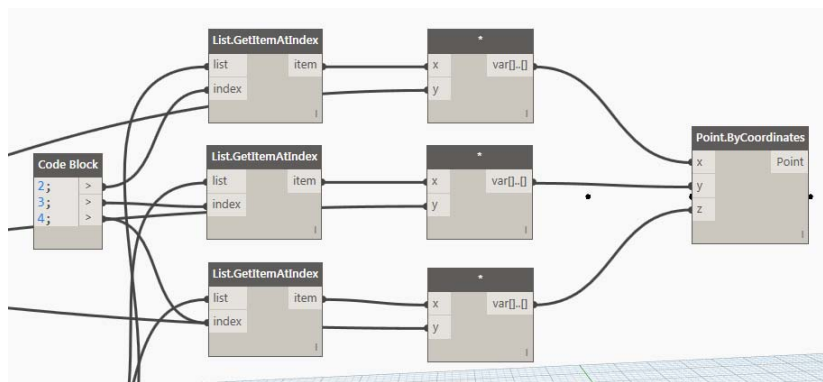 List.GetItemAtIndex
list item
index
l
*
x var[]..[]
y
l
Code Block
2; >
3; >
4; >
List.GetItemAtIndex
list item
index
l
*
x var[]..[]
y
l
List.GetItemAtIndex
list item
index
l
*
x var[]..[]
y
l
Point.ByCoordinates
x Point
y
z
l